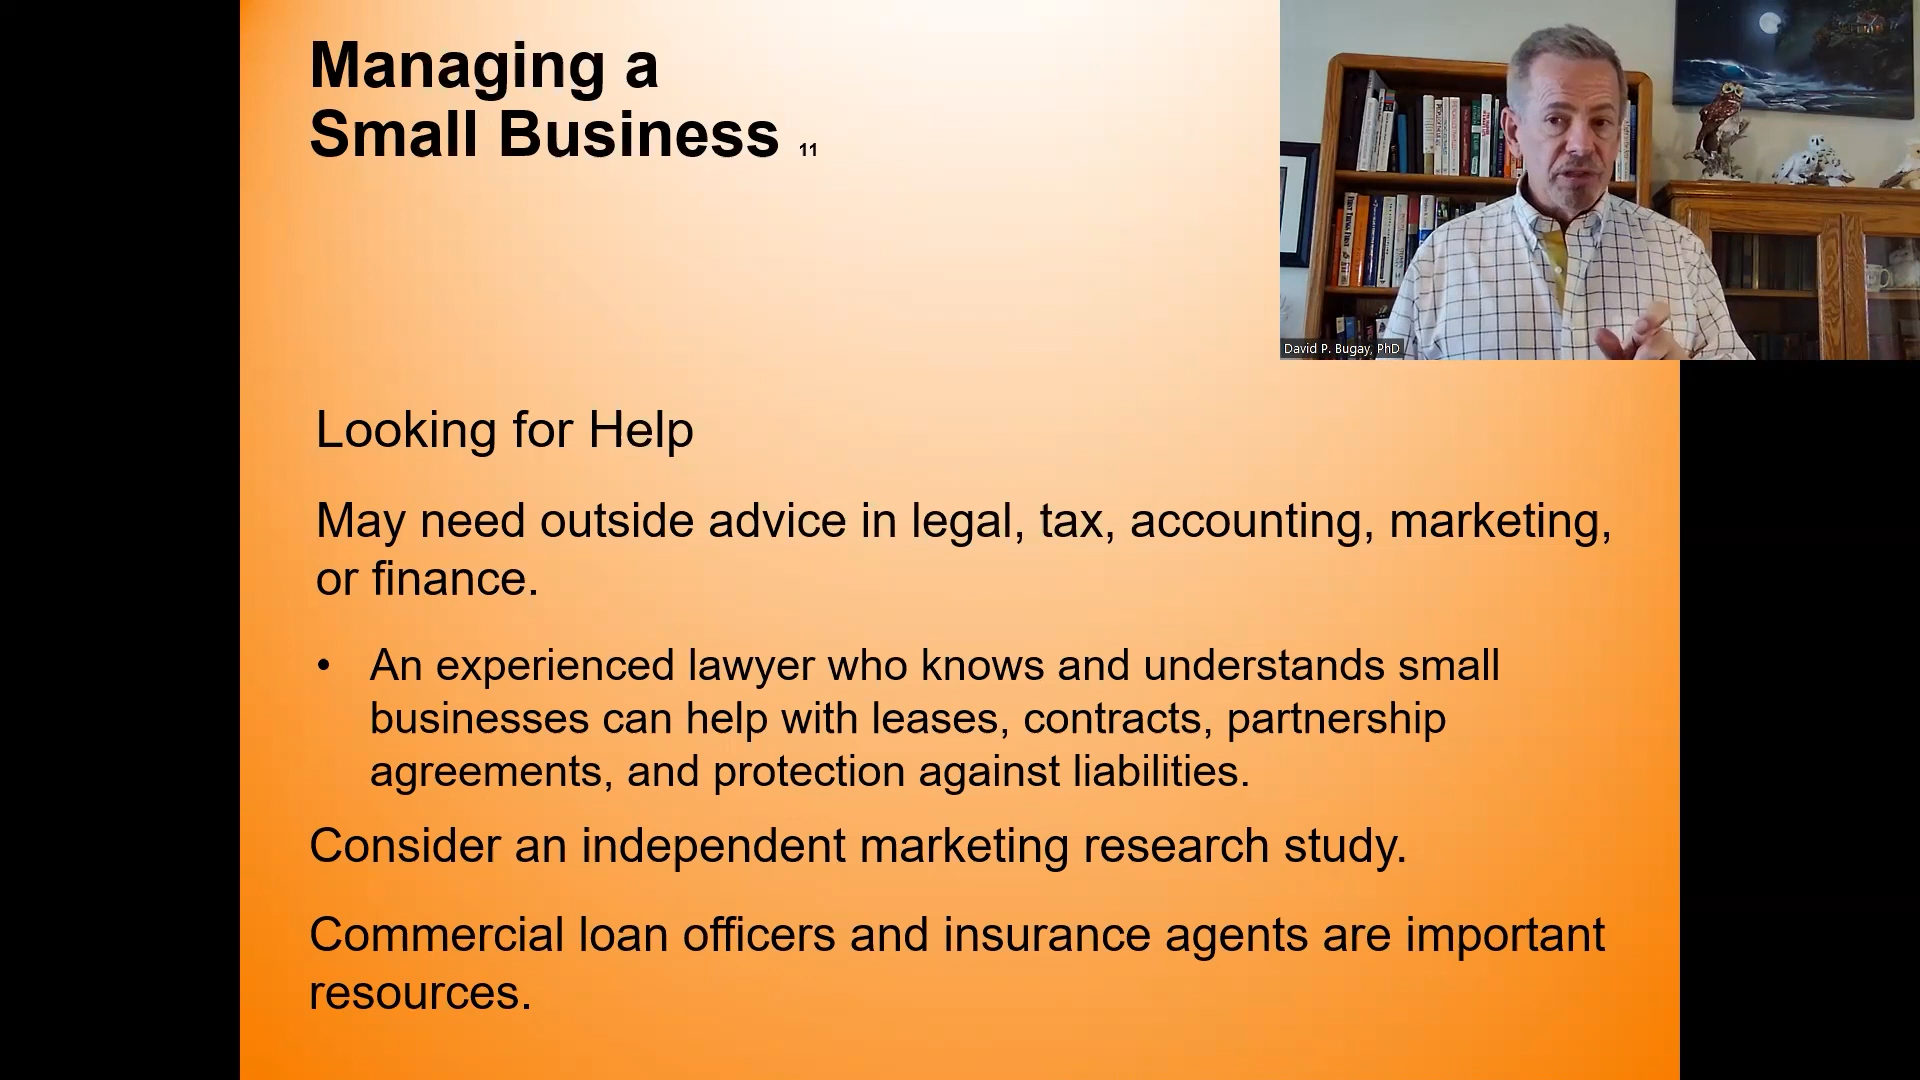 Managing a
Small Business 11
David P. Bugay, PhD
Looking for Help
May need outside advice in legal, tax, accounting, marketing,
or finance.
• An experienced lawyer who knows and understands small
businesses can help with leases, contracts, partnership
agreements, and protection against liabilities.
Consider an independent marketing research study.
Commercial loan officers and insurance agents are important
resources.